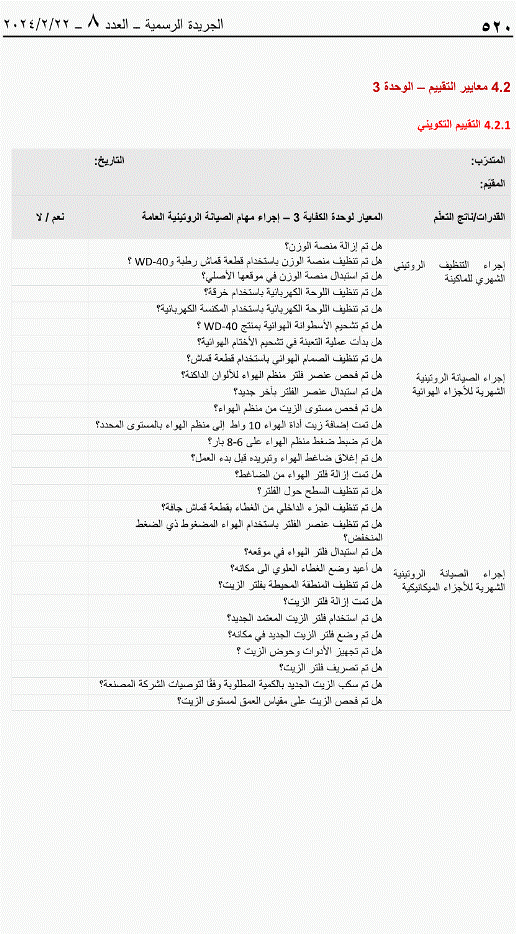 ٥٢٠ الجريدة الرسمية ــ العدد ٨ ــ ٢٠٢٤/٢/٢٢
4.2 معايير التقييم – الوحدة 3
4.2.1 التقييم التكويني
المتدرّب: التاريخ:
المقيّم:
القدرات/ناتج التعلّم المعيار لوحدة الكفاية 3 – إجراء مهام الصيانة الروتينية العامة نعم / لا
هل تم إزالة منصة الوزن؟
إجراء التنظيف الروتيني هل تم تنظيف منصة الوزن باستخدام قطعة قماش رطبة وWD-40 ؟
الشهري للماكينة هل تم استبدال منصة الوزن في موقعها الأصلي؟
هل تم تنظيف اللوحة الكهربائية باستخدام خرقة؟
هل تم تنظيف اللوحة الكهربائية باستخدام المكنسة الكهربائية؟
هل تم تشحيم الأسطوانة الهوائية بمنتج WD-40 ؟
هل بدأت عملية التعبئة في تشحيم الأختام الهوائية؟
هل تم تنظيف الصمام الهوائي باستخدام قطعة قماش؟
إجراء الصيانة الروتينية هل تم فحص عنصر فلتر منظم الهواء للألوان الداكنة؟
الشهرية للأجزاء الهوائية هل تم استبدال عنصر الفلتر بآخر جديد؟
هل تم فحص مستوى الزيت من منظم الهواء؟
هل تمت إضافة زيت أداة الهواء 10 واط إلى منظم الهواء بالمستوى المحدد؟
هل تم ضبط ضغط منظم الهواء على 6-8 بار؟
هل تم إغلاق ضاغط الهواء وتبريده قبل بدء العمل؟
هل تمت إزالة فلتر الهواء من الضاغط؟
هل تم تنظيف السطح حول الفلتر؟
هل تم تنظيف الجزء الداخلي من الغطاء بقطعة قماش جافة؟
هل تم تنظيف عنصر الفلتر باستخدام الهواء المضغوط ذي الضغط
المنخفض؟
هل تم استبدال فلتر الهواء في موقعه؟
إجراء الصيانة الروتينية هل أعيد وضع الغطاء العلوي الى مكانه؟
الشهرية للأجزاء الميكانيكية هل تم تنظيف المنطقة المحيطة بفلتر الزيت؟
هل تمت إزالة فلتر الزيت؟
هل تم استخدام فلتر الزيت المعتمد الجديد؟
هل تم وضع فلتر الزيت الجديد في مكانه؟
هل تم تجهيز الأدوات وحوض الزيت ؟
هل تم تصريف فلتر الزيت؟
هل تم سكب الزيت الجديد بالكمية المطلوبة وفقًا لتوصيات الشركة المصنعة؟
هل تم فحص الزيت على مقياس العمق لمستوى الزيت؟